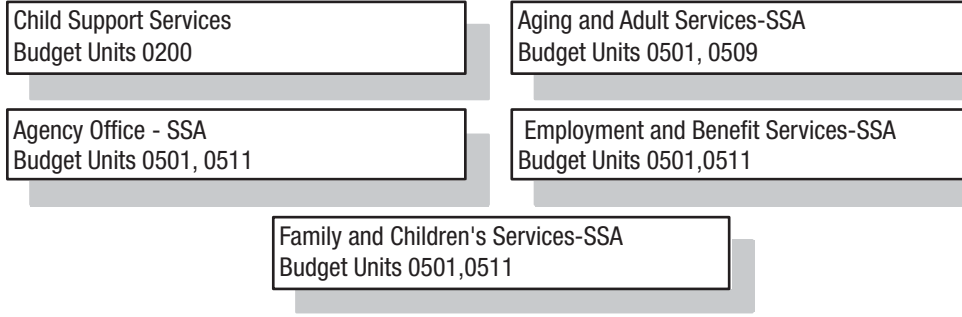 Child Support Services
Budget Units 0200
Aging and Adult Services-SSA
Budget Units 0501, 0509
Agency Office - SSA
Budget Units 0501, 0511
Employment and Benefit Services-SSA
Budget Units 0501,0511
Family and Children's Services-SSA
Budget Units 0501,0511